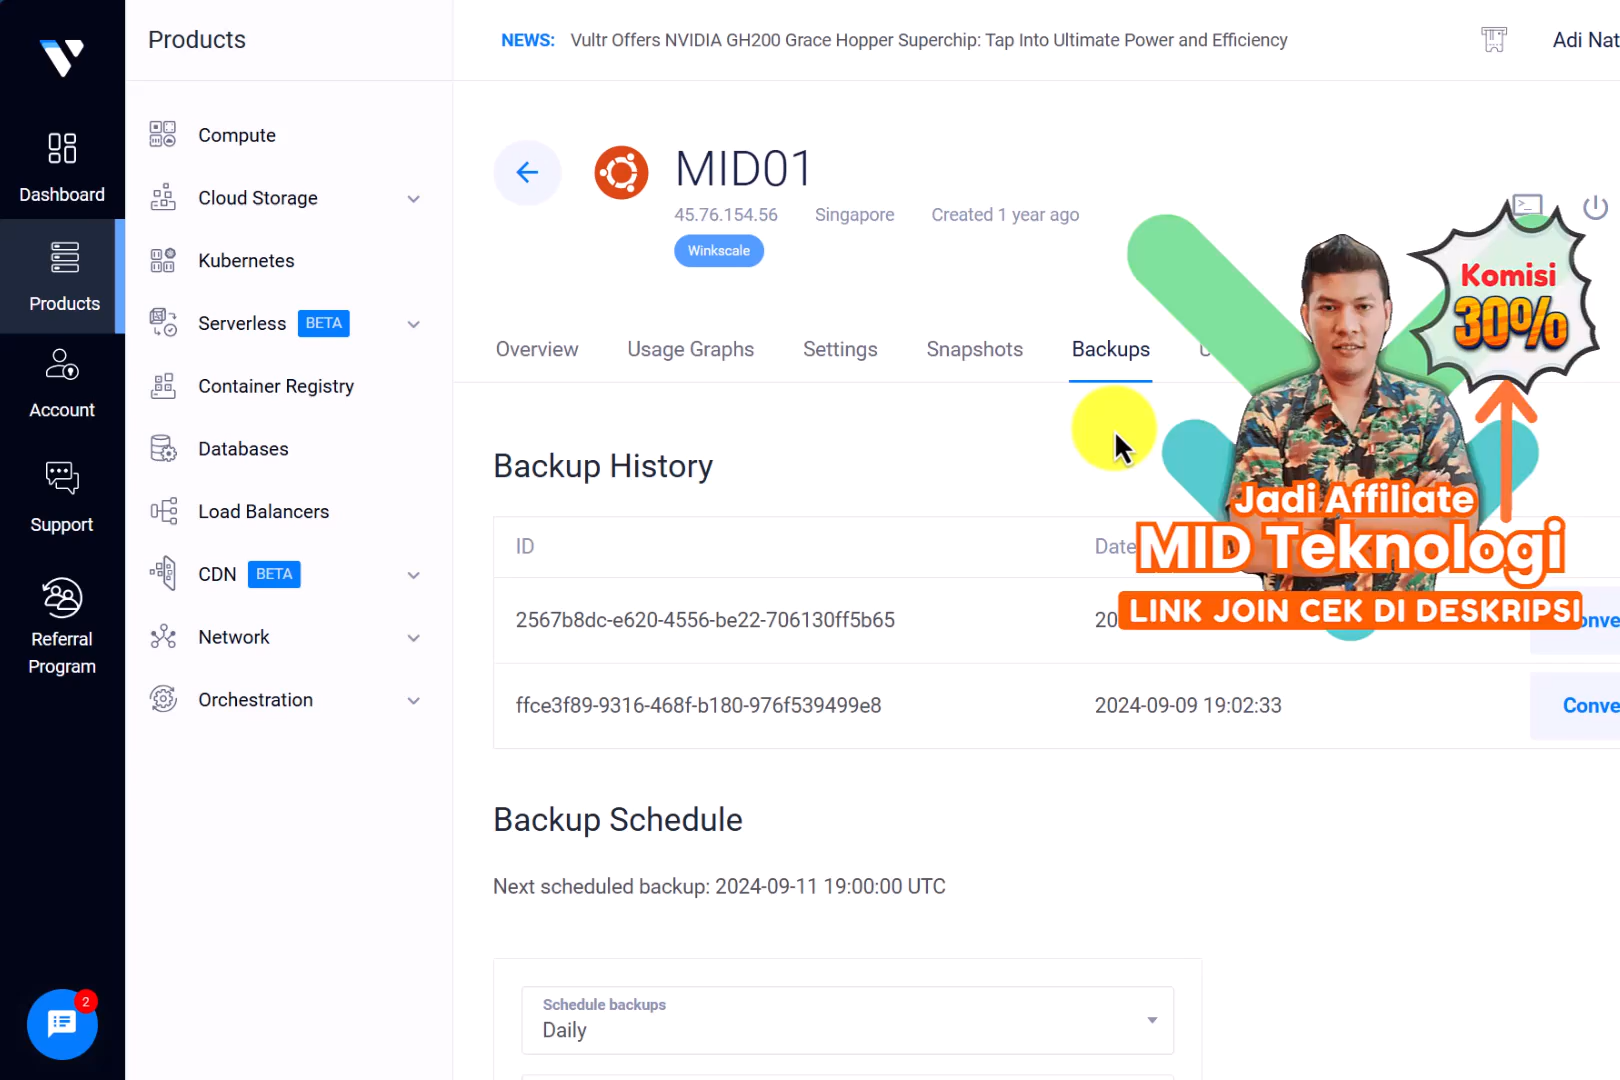 Products
NEWS: Vultr Offers NVIDIA GH200 Grace Hopper Superchip: Tap Into Ultimate Power and Efficiency
Adi Nat
Dashboard
Products
Account
Support
Referral
Program
2
Compute
Cloud Storage
Kubernetes
Serverless BETA
Container Registry
Databases
Load Balancers
CDN BETA
Network
Orchestration
MID01
45.76.154.56 Singapore Created 1 year ago
Winkscale
Overview Usage Graphs Settings Snapshots Backups
Komisi
30%
Jadi Affiliate
MID Teknologi
LINK JOIN CEK DI DESKRIPSI
Backup History
ID Date
2567b8dc-e620-4556-be22-706130ff5b65 20
ffce3f89-9316-468f-b180-976f539499e8 2024-09-09 19:02:33 Conve
Backup Schedule
Next scheduled backup: 2024-09-11 19:00:00 UTC
Schedule backups
Daily